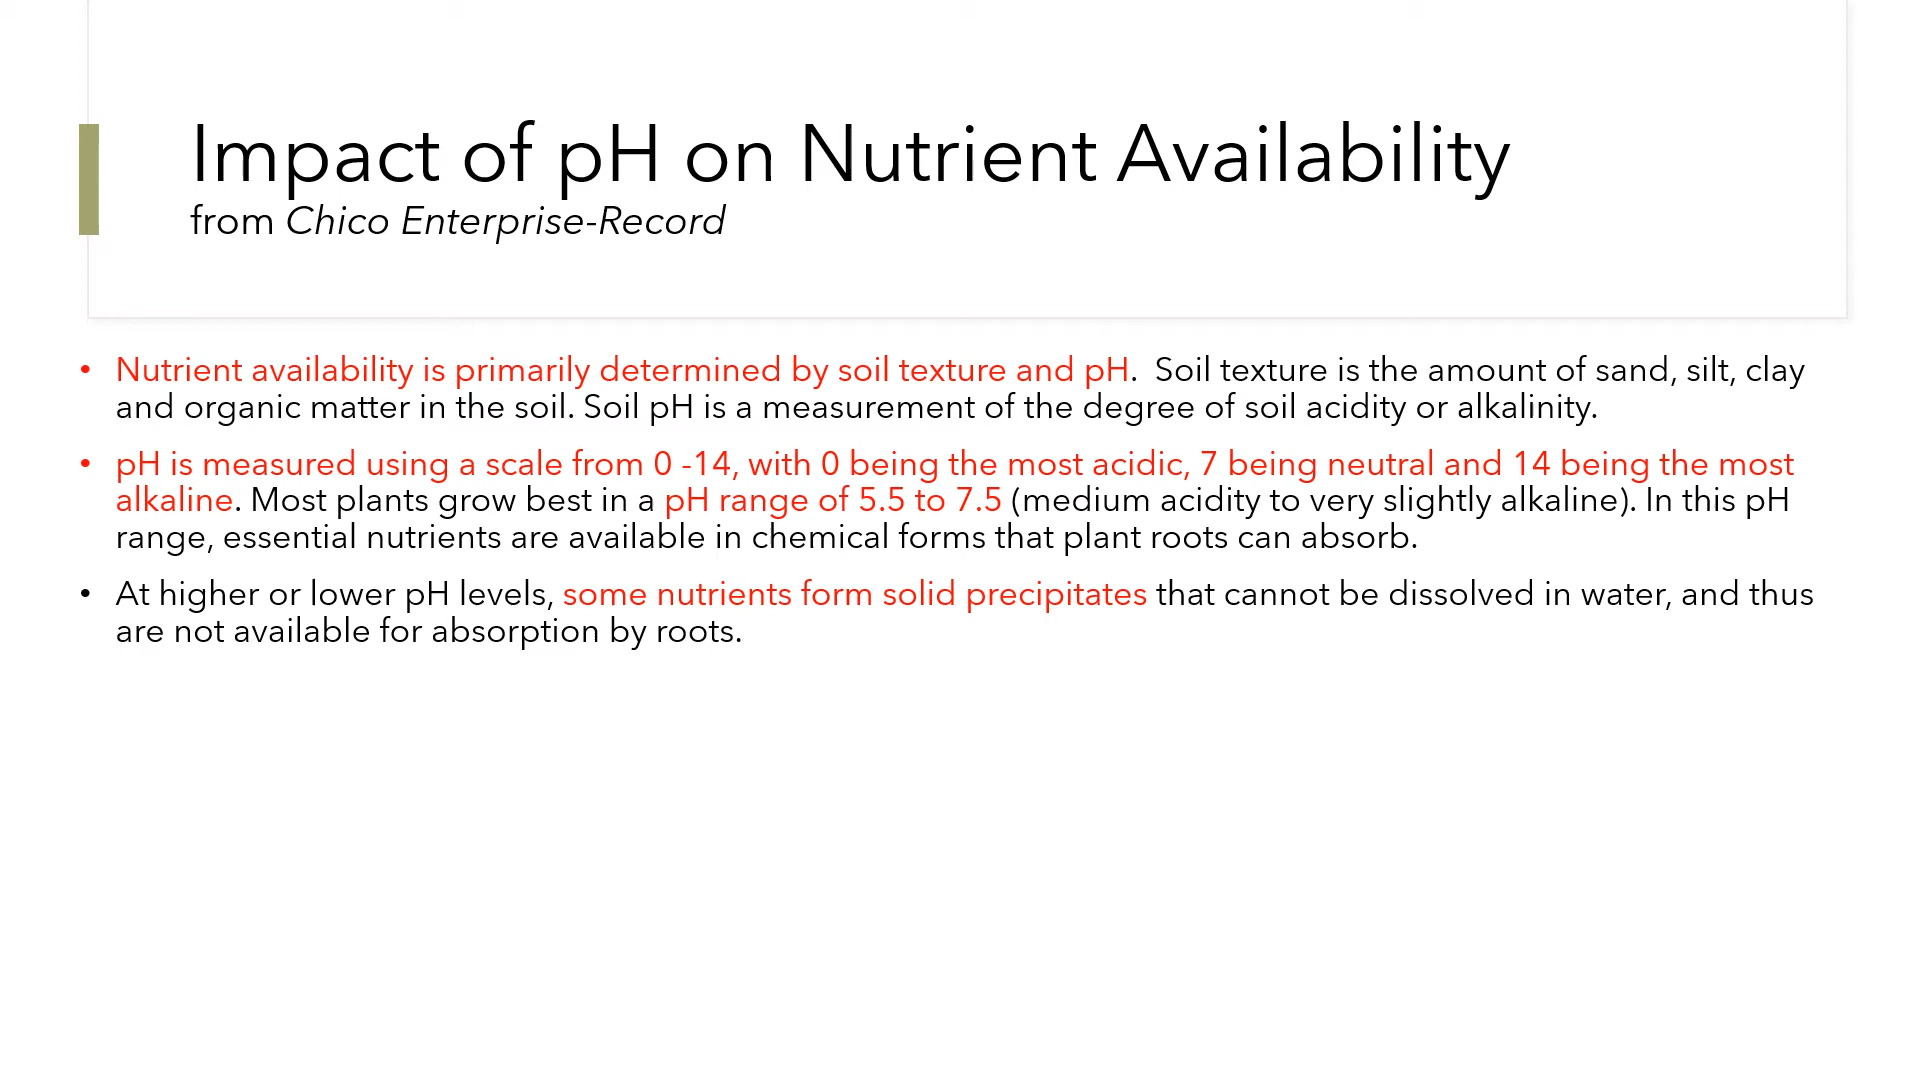 Impact of pH on Nutrient Availability
from Chico Enterprise-Record
• Nutrient availability is primarily determined by soil texture and pH.  Soil texture is the amount of sand, silt, clay
and organic matter in the soil. Soil pH is a measurement of the degree of soil acidity or alkalinity.
• pH is measured using a scale from 0 -14, with 0 being the most acidic, 7 being neutral and 14 being the most
alkaline. Most plants grow best in a pH range of 5.5 to 7.5 (medium acidity to very slightly alkaline). In this pH
range, essential nutrients are available in chemical forms that plant roots can absorb.
• At higher or lower pH levels, some nutrients form solid precipitates that cannot be dissolved in water, and thus
are not available for absorption by roots.